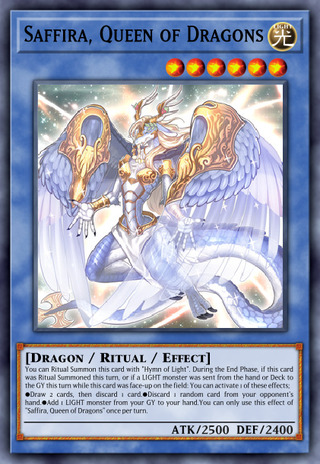 Saffira, Queen of Dragons
LIGHT
光
[Dragon / Ritual / Effect]
You can Ritual Summon this card with "Hymn of Light". During the End Phase, if this card
was Ritual Summoned this turn, or if a LIGHT monster was sent from the hand or Deck to
the GY this turn while this card was face-up on the field: You can activate 1 of these effects;
●Draw 2 cards, then discard 1 card.●Discard 1 random card from your opponent's
hand.●Add 1 LIGHT monster from your GY to your hand.You can only use this effect of
"Saffira, Queen of Dragons" once per turn.
ATK/2500 DEF/2400